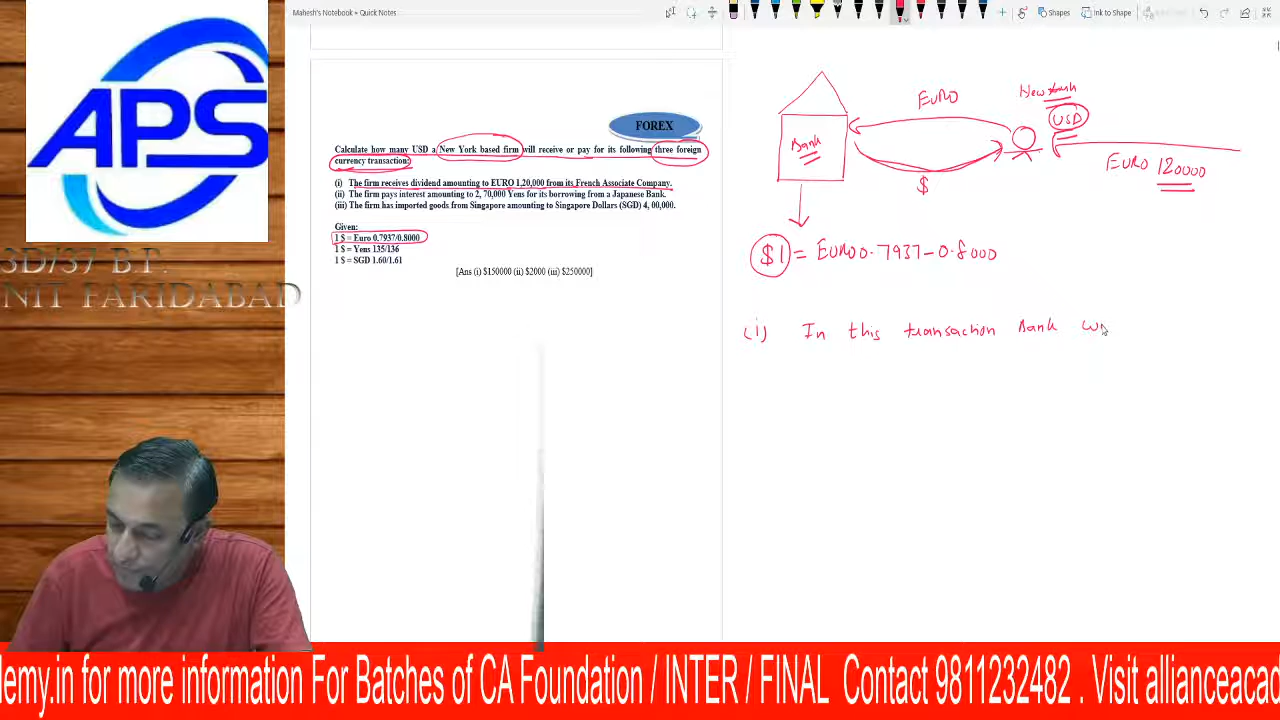 Mahesh's Notebook • Quick Notes
Shapes
Ink to Shape
APS
3D/37 B.P.
NIT FARIDABAD
FOREX
Calculate how many USD a New York based firm will receive or pay for its following three foreign
currency transaction:
(i) The firm receives dividend amounting to EURO 1,20,000 from its French Associate Company.
(ii) The firm pays interest amounting to 2, 70,000 Yens for its borrowing from a Japanese Bank.
(iii) The firm has imported goods from Singapore amounting to Singapore Dollars (SGD) 4, 00,000.
Given:
1 $ = Euro 0.7937/0.8000
1 $ = Yens 135/136
1 $ = SGD 1.60/1.61
[Ans (i) $150000 (ii) $2000 (iii) $250000]
EURO
USD
Bank
EURO 120000
$
$1 = EURO 0.7937 - 0.8000
(i) In this transaction Bank w
demy.in for more information For Batches of CA Foundation / INTER / FINAL Contact 9811232482 . Visit allianceacad